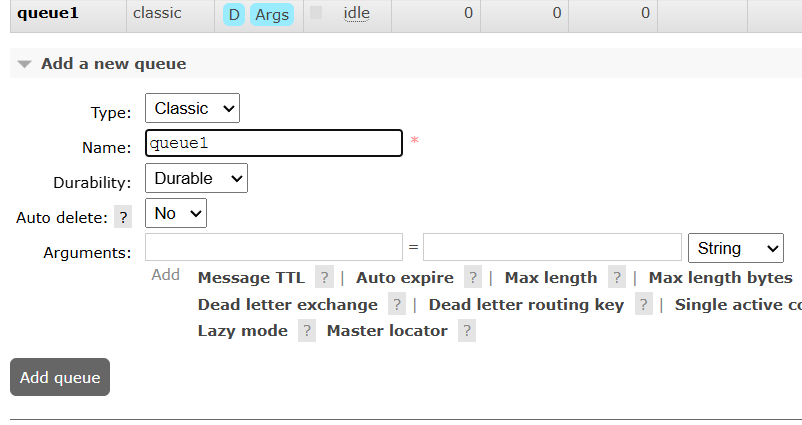 queue1 classic D Args idle 0 0 0
Add a new queue
Type: Classic
Name: queue1 *
Durability: Durable
Auto delete: ? No
Arguments: = String
Add Message TTL ? | Auto expire ? | Max length ? | Max length bytes
Dead letter exchange ? | Dead letter routing key ? | Single active
Lazy mode ? Master locator ?
Add queue